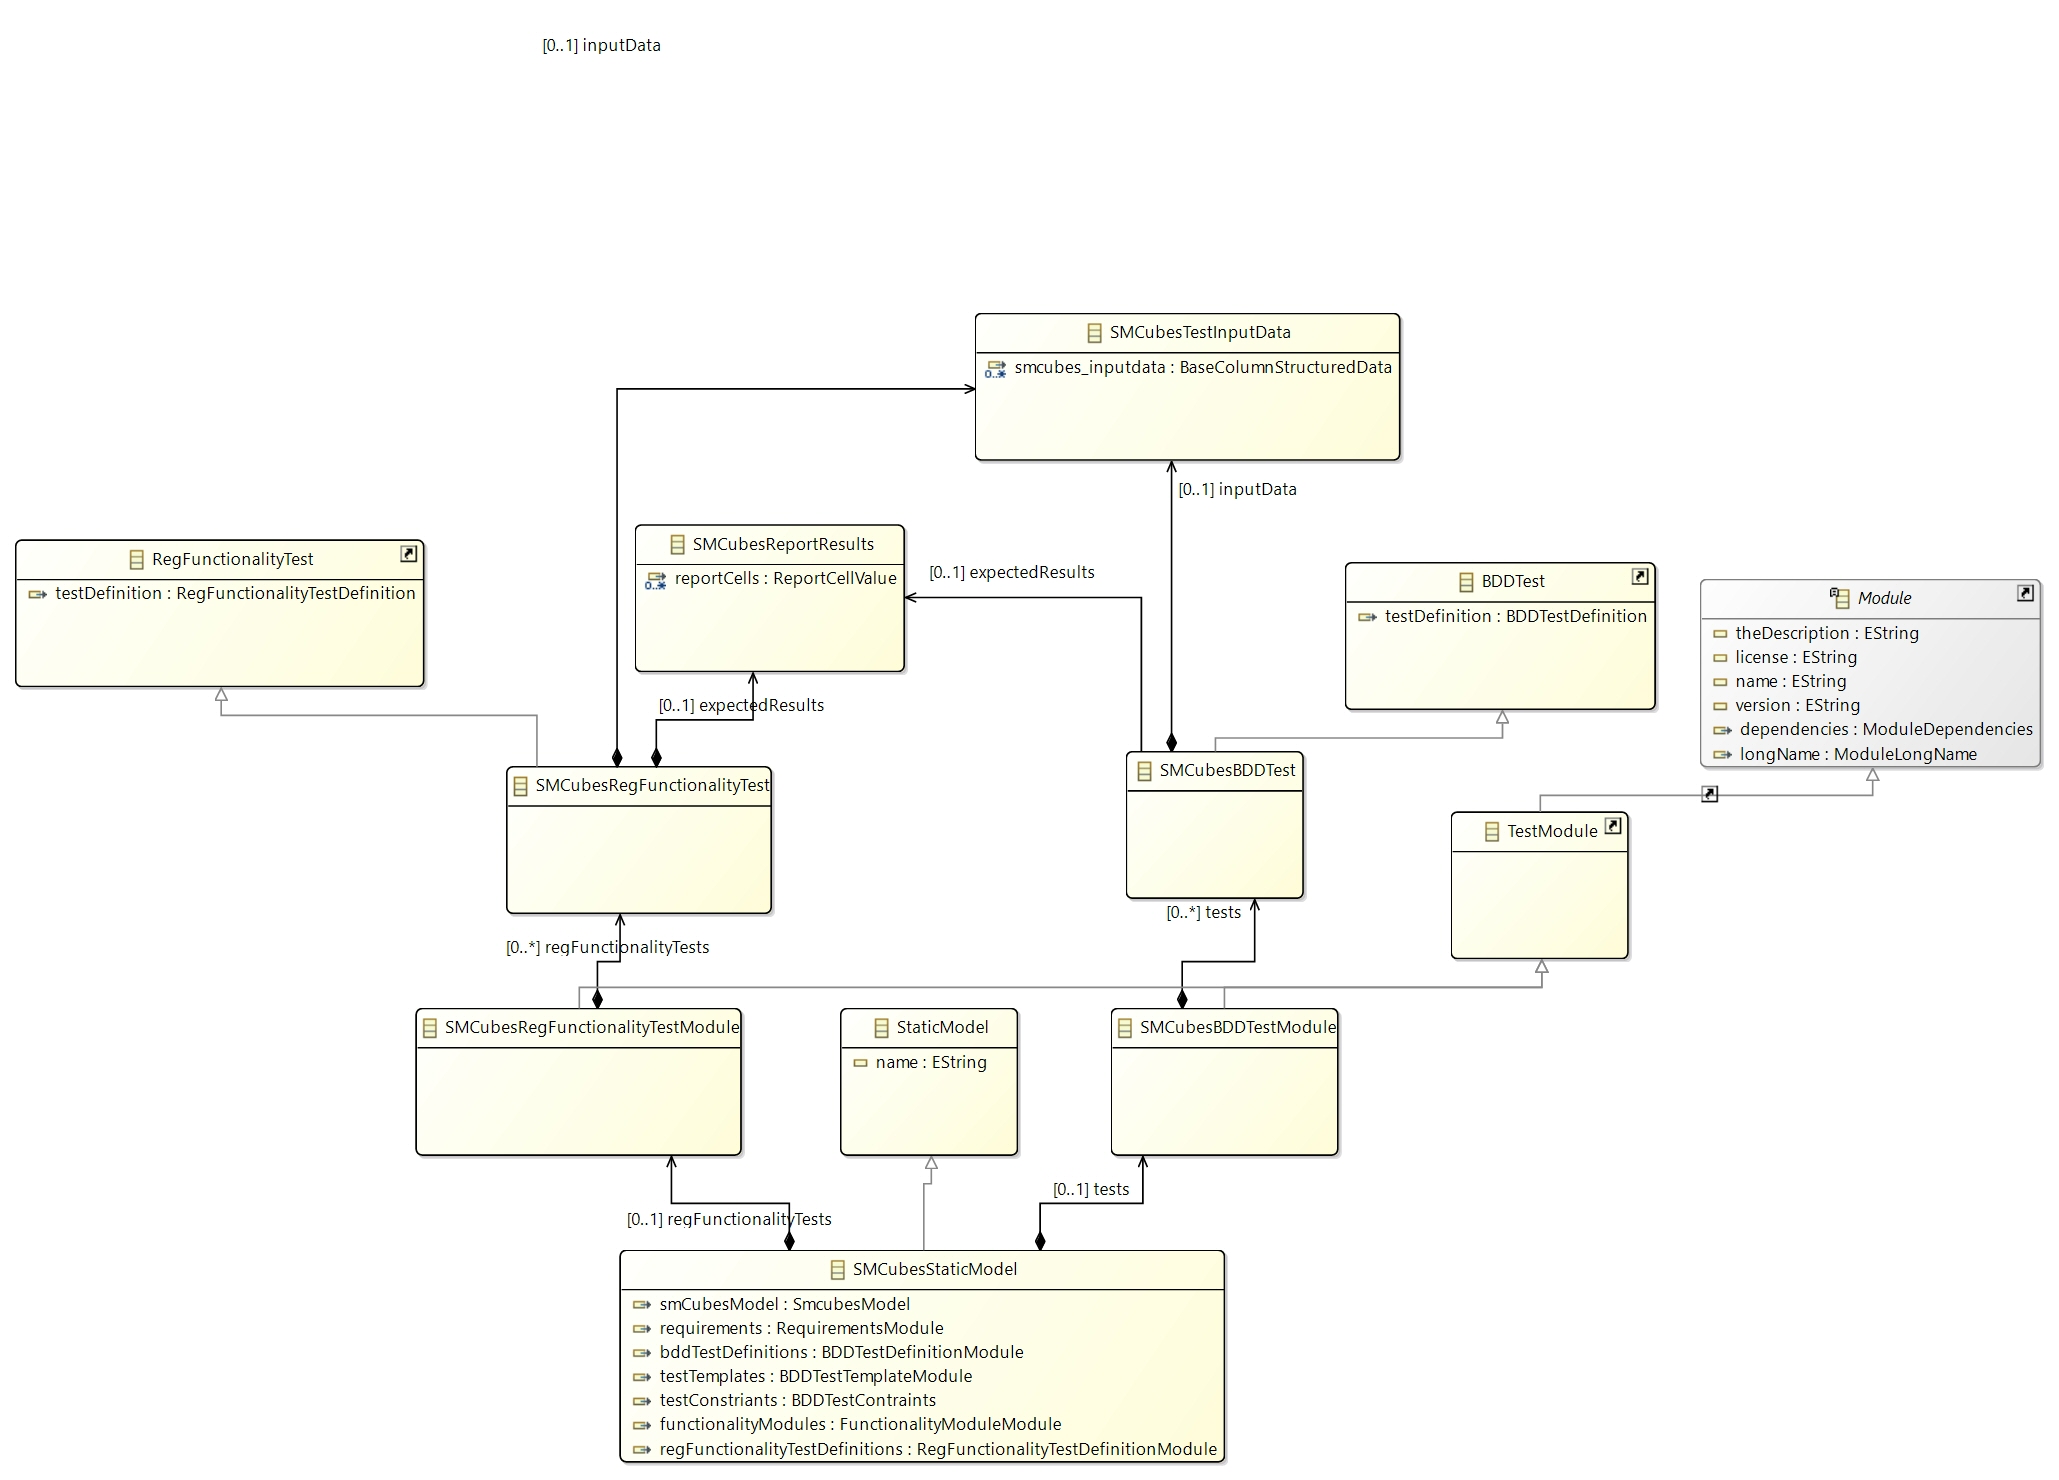 [0..1] inputData
SMCubesTestInputData
0..*
smcubes_inputdata : BaseColumnStructuredData
[0..1] inputData
RegFunctionalityTest
testDefinition : RegFunctionalityTestDefinition
SMCubesReportResults
0..*
reportCells : ReportCellValue
[0..1] expectedResults
BDDTest
testDefinition : BDDTestDefinition
Module
theDescription : EString
license : EString
name : EString
version : EString
dependencies : ModuleDependencies
longName : ModuleLongName
[0..1] expectedResults
SMCubesRegFunctionalityTest
SMCubesBDDTest
TestModule
[0..*] regFunctionalityTests
[0..*] tests
SMCubesRegFunctionalityTestModule
StaticModel
name : EString
SMCubesBDDTestModule
[0..1] regFunctionalityTests
[0..1] tests
SMCubesStaticModel
smCubesModel : SmcubesModel
requirements : RequirementsModule
bddTestDefinitions : BDDTestDefinitionModule
testTemplates : BDDTestTemplateModule
testConstriants : BDDTestContraints
functionalityModules : FunctionalityModuleModule
regFunctionalityTestDefinitions : RegFunctionalityTestDefinitionModule